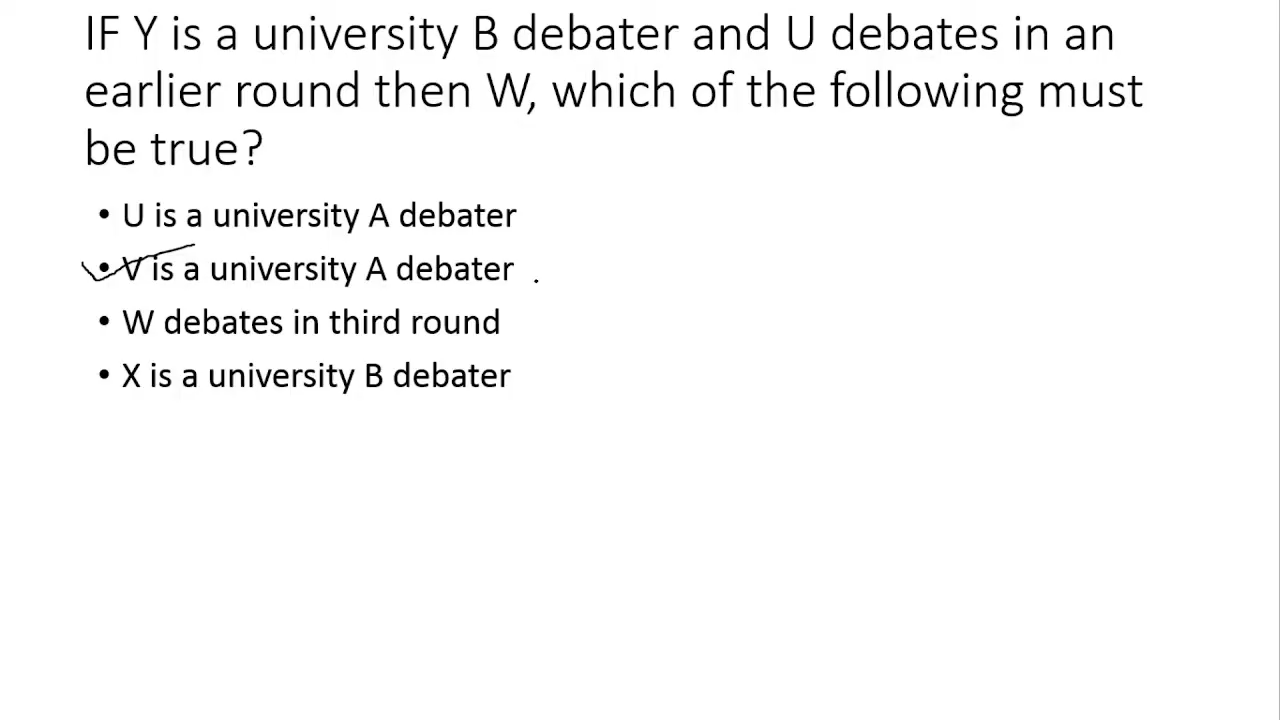 IF Y is a university B debater and U debates in an
earlier round then W, which of the following must
be true?
• U is a university A debater
• V is a university A debater
• W debates in third round
• X is a university B debater